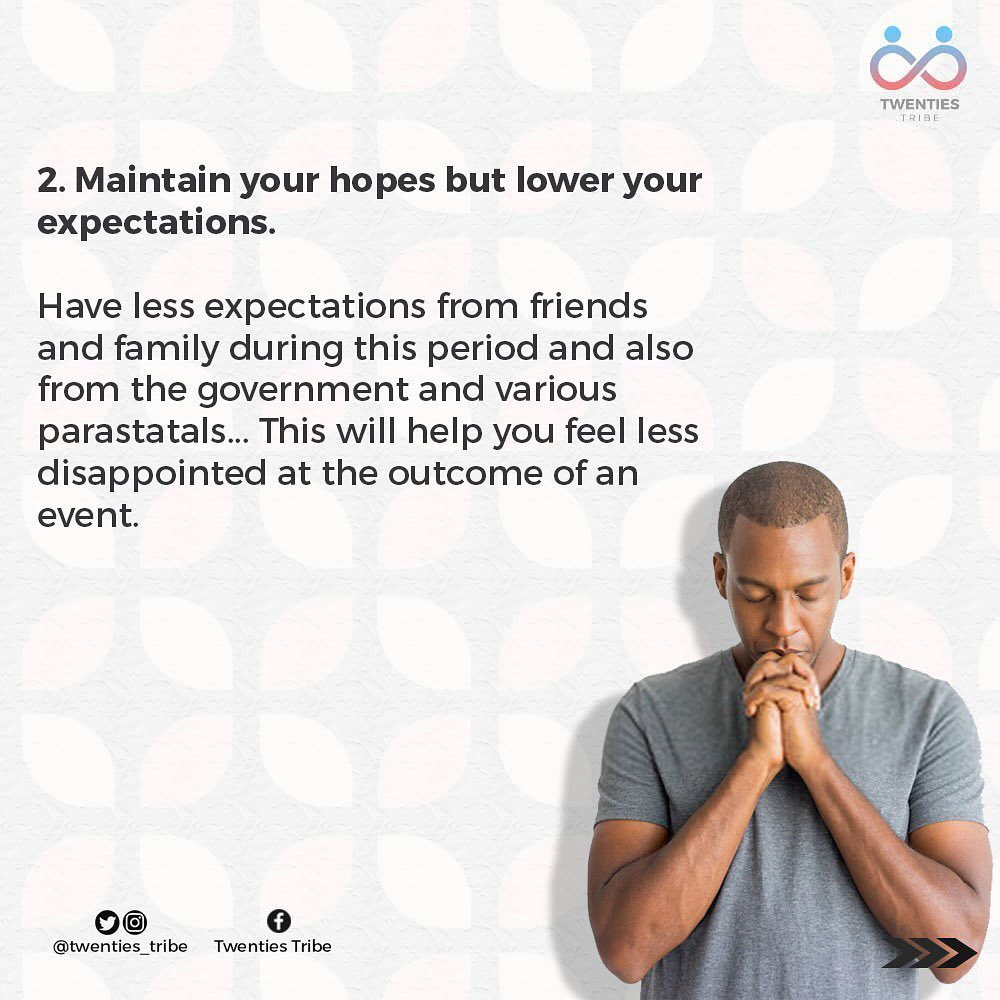 TWENTIES
.TRIBE
2. Maintain your hopes but lower your
expectations.
Have less expectations from friends
and family during this period and also
from the government and various
parastatals... This will help you feel less
disappointed at the outcome of an
event.
@twenties_tribe
Twenties Tribe